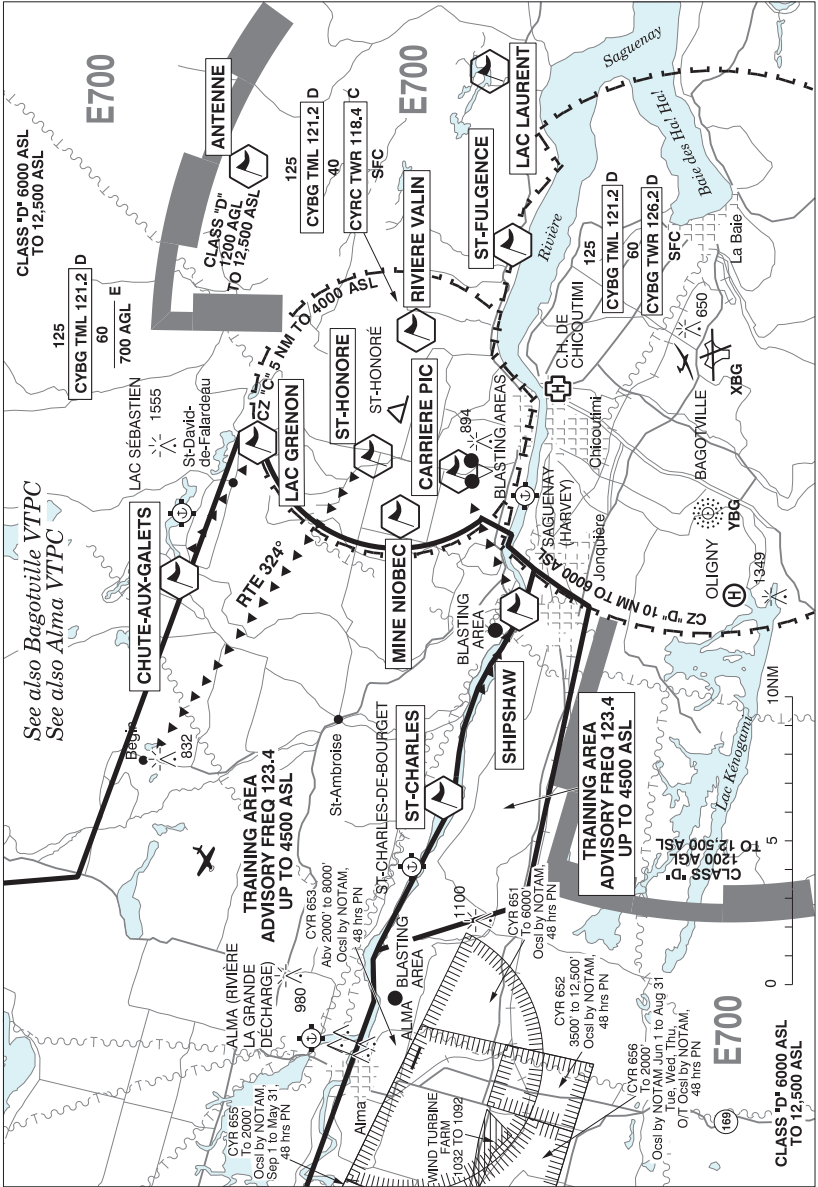 See also Bagotville VTPC
See also Alma VTPC
CLASS "D" 6000 ASL
TO 12,500 ASL
E700
125
CYBG TML 121.2 D
60
700 AGL E
ANTENNE
CLASS "D"
1200 AGL
TO 12,500 ASL
125
CYBG TML 121.2 D
40
CYRC TWR 118.4 C
SFC
E700
LAC SÉBASTIEN
1555
St-David-
de-Falardeau
CHUTE-AUX-GALETS
LAC GRENON
CZ "C" 5 NM TO 4000 ASL
RTE 324°
Bégin
832
ST-HONORE
ST-HONORÉ
RIVIERE VALIN
CARRIERE PIC
894
BLASTING AREAS
MINE NIOBEC
ST-FULGENCE
LAC LAURENT
Saguenay
Rivière
Baie des Ha! Ha!
La Baie
125
CYBG TML 121.2 D
60
CYBG TWR 126.2 D
SFC
C.H. DE
CHICOUTIMI
H
Chicoutimi
650
BAGOTVILLE
XBG
YBG
SAGUENAY
(HARVEY)
Jonquière
CZ "D" 10 NM TO 6000 ASL
OLIGNY
H
1349
BLASTING
AREA
SHIPSHAW
St-Ambroise
ST-CHARLES-DE-BOURGET
ST-CHARLES
TRAINING AREA
ADVISORY FREQ 123.4
UP TO 4500 ASL
TRAINING AREA
ADVISORY FREQ 123.4
UP TO 4500 ASL
CYR 653
Abv 2000' to 8000'
Ocsl by NOTAM,
48 hrs PN
ALMA (RIVIÈRE
LA GRANDE
DÉCHARGE)
980
BLASTING
AREA
ALMA
Alma
1100
CYR 651
To 6000'
Ocsl by NOTAM,
48 hrs PN
CYR 652
3500' to 12,500'
Ocsl by NOTAM,
48 hrs PN
CYR 655
To 2000'
Ocsl by NOTAM,
Sep 1 to May 31,
48 hrs PN
WIND TURBINE
FARM
1032 TO 1092
CYR 656
To 2000'
Ocsl by NOTAM Jun 1 to Aug 31
Tue, Wed, Thu,
O/T Ocsl by NOTAM,
48 hrs PN
169
E700
CLASS "D"
1200 AGL
TO 12,500 ASL
Lac Kénogami
0
5
10NM
CLASS "D" 6000 ASL
TO 12,500 ASL